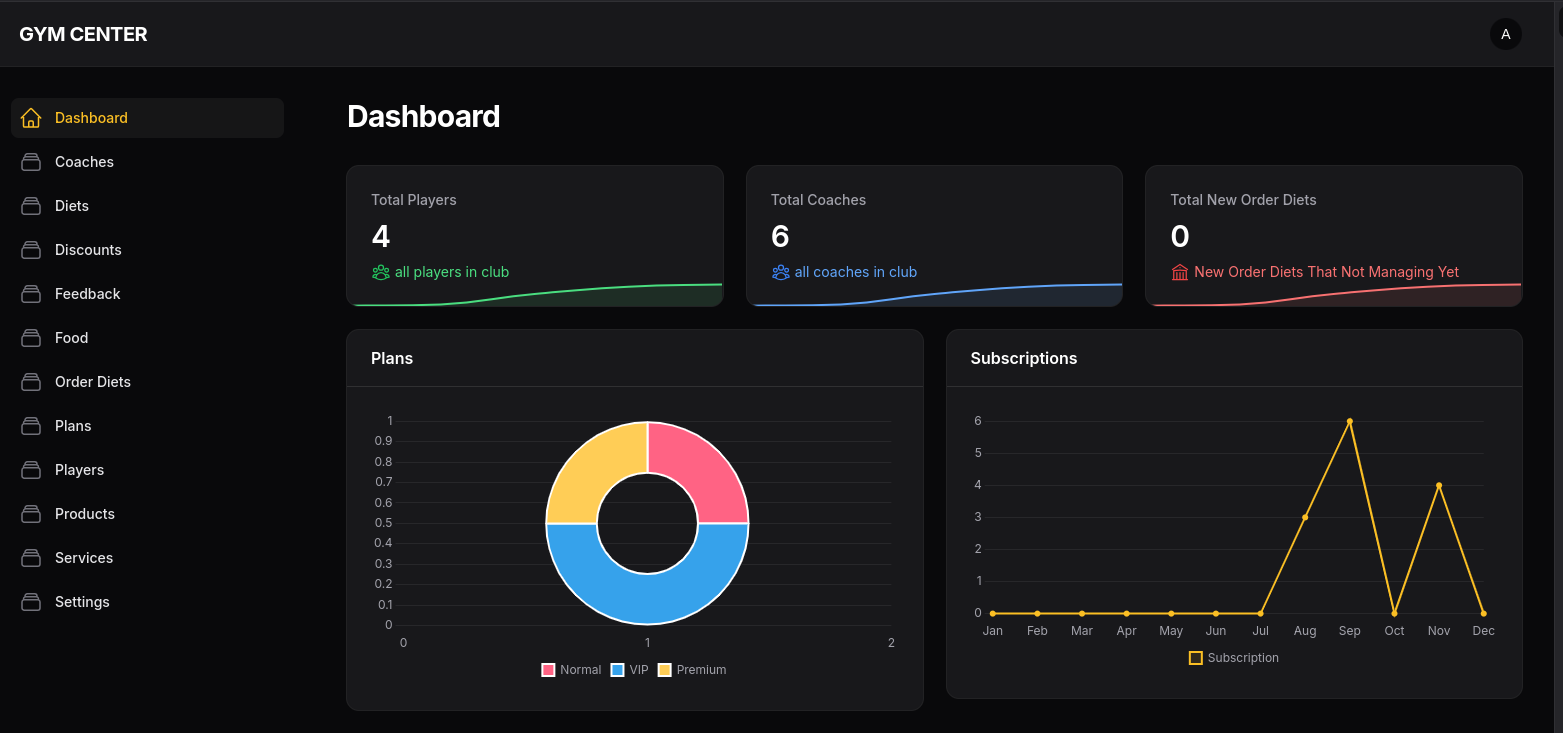 GYM CENTER
A
Dashboard
Coaches
Diets
Discounts
Feedback
Food
Order Diets
Plans
Players
Products
Services
Settings
Dashboard
Total Players
4
all players in club
Total Coaches
6
all coaches in club
Total New Order Diets
0
New Order Diets That Not Managing Yet
Plans
1
0.9
0.8
0.7
0.6
0.5
0.4
0.3
0.2
0.1
0
0 1 2
Normal VIP Premium
Subscriptions
6
5
4
3
2
1
0
Jan Feb Mar Apr May Jun Jul Aug Sep Oct Nov Dec
Subscription